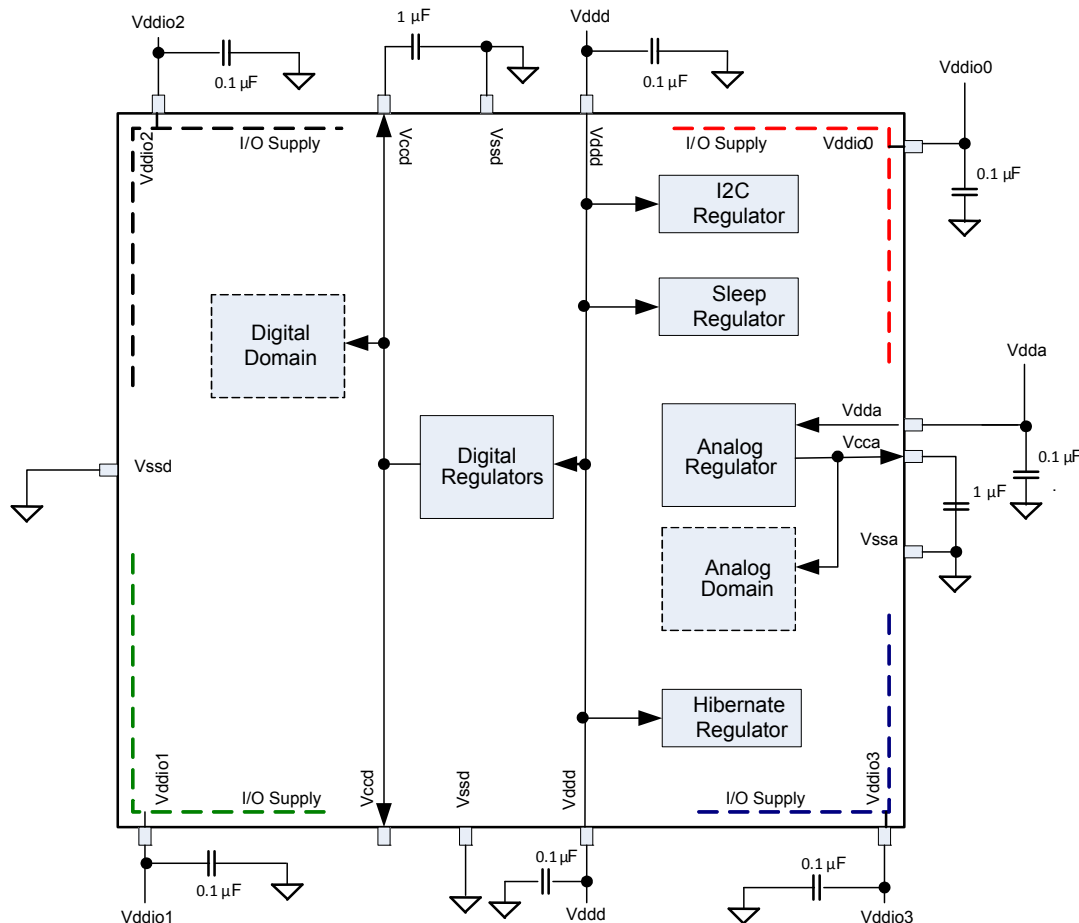 Vddio2
1 µF
Vddd
0.1 µF
0.1 µF
Vddio0
0.1 µF
I/O Supply
I/O Supply
Vddio0
Vddio2
Vccd
Vssd
Vddd
I2C
Regulator
Sleep
Regulator
Digital
Domain
Vdda
Vdda
Analog
Regulator
Vcca
0.1 µF
Digital
Regulators
Vssd
1 µF
.
Vssa
Analog
Domain
Hibernate
Regulator
Vddio1
Vccd
Vssd
Vddd
Vddio3
I/O Supply
I/O Supply
0.1 µF
0.1 µF
0.1 µF
Vddio1
Vddd
Vddio3